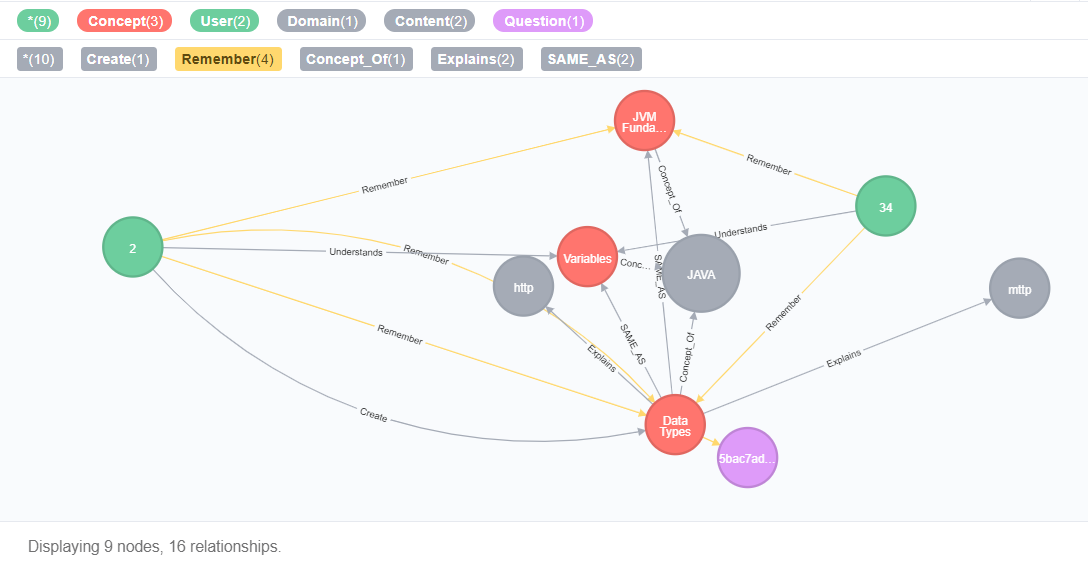 *(9) Concept(3) User(2) Domain(1) Content(2) Question(1)
*(10) Create(1) Remember(4) Concept_Of(1) Explains(2) SAME_AS(2)
JVM
Funda...
Remember
Remember
Concept_Of
34
2
Understands
Understands
Remember
Variables
Conc...
SAME_AS
JAVA
http
mttp
Remember
Remember
SAME_AS
Concept_Of
Explains
Explains
Create
Data
Types
5bac7ad...
Displaying 9 nodes, 16 relationships.